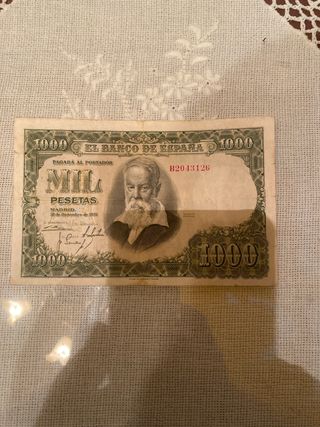 1000 EL BANCO DE ESPAÑA 1000
PAGARÁ AL PORTADOR
B2043126
MIL
PESETAS
MADRID
1000 1000